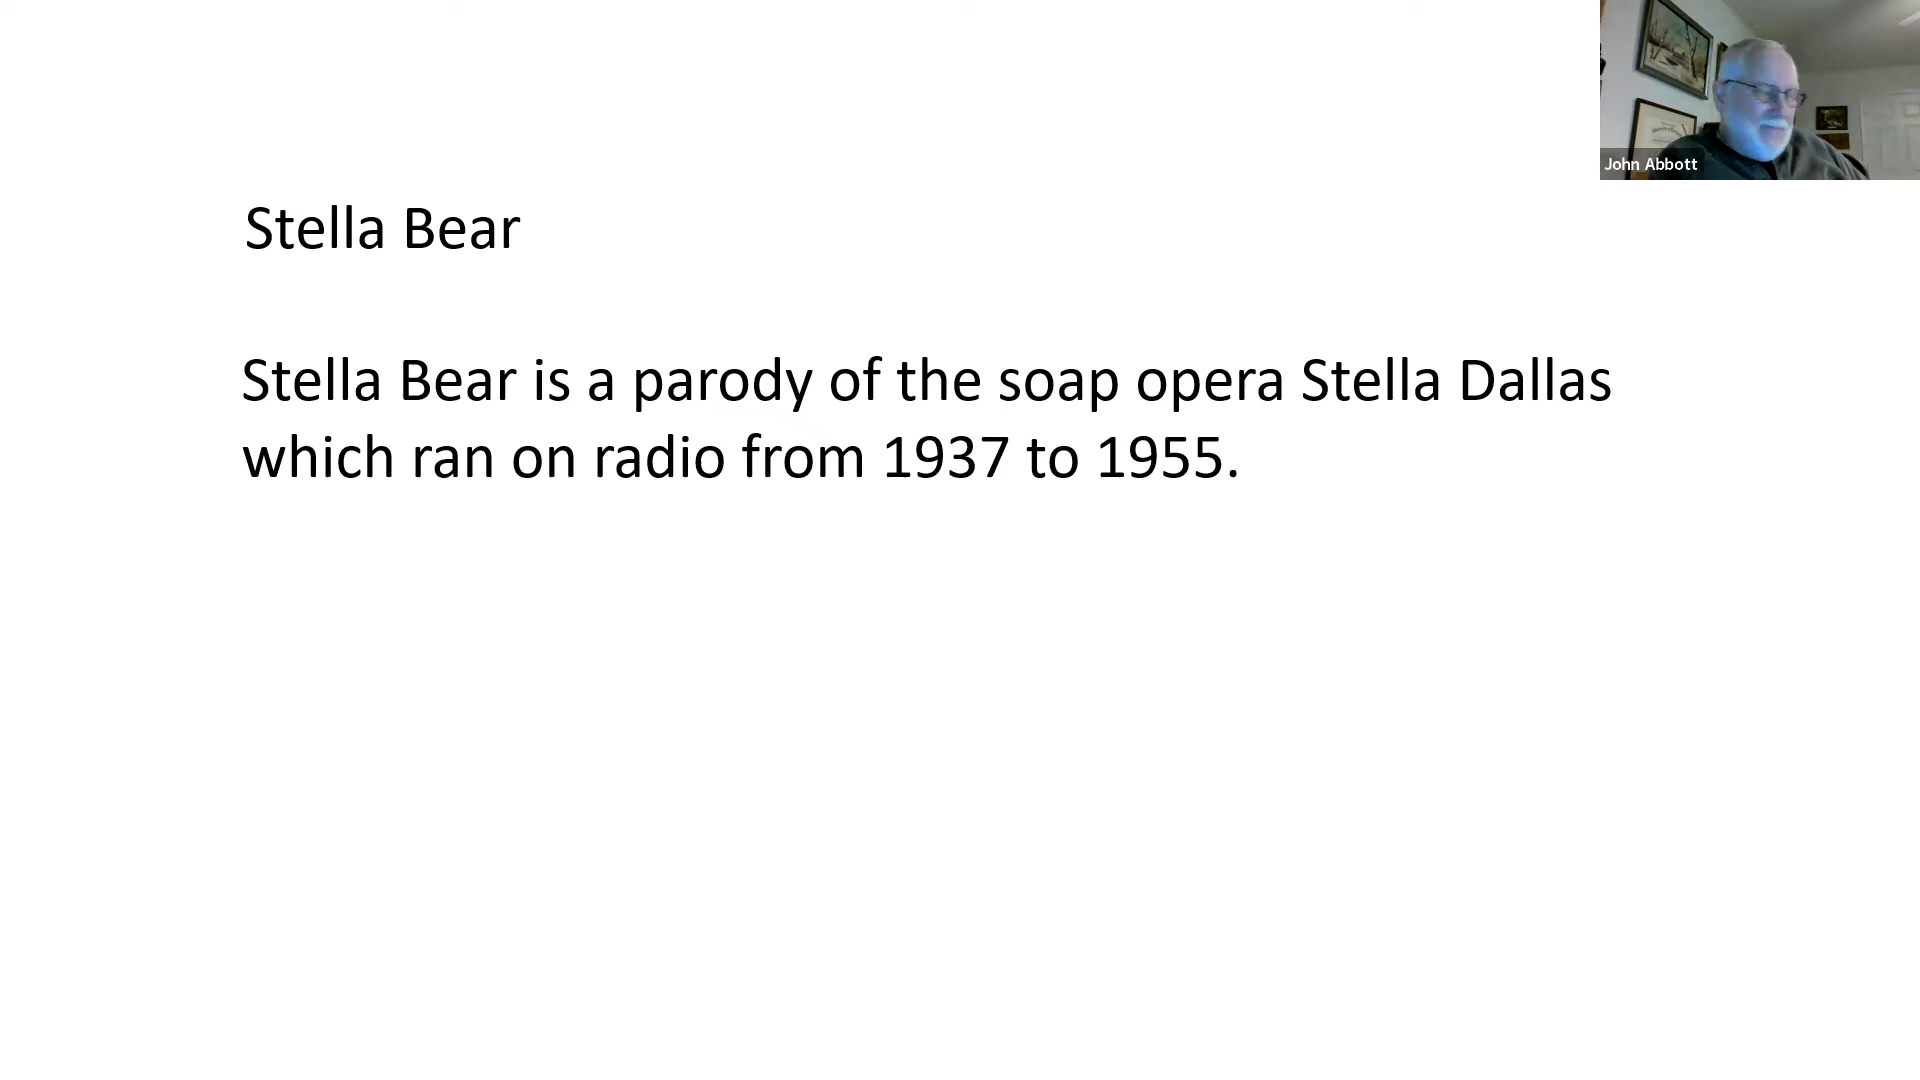 John Abbott
Stella Bear
Stella Bear is a parody of the soap opera Stella Dallas
which ran on radio from 1937 to 1955.